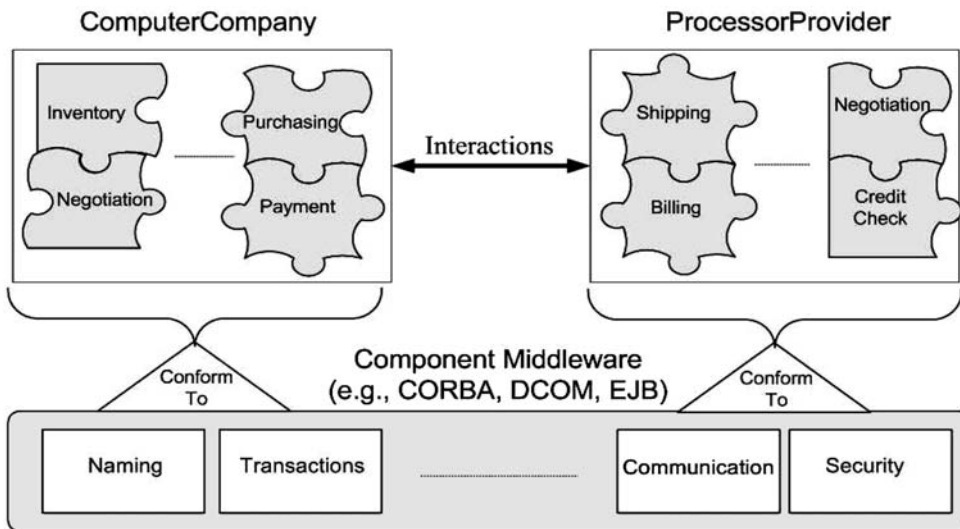 ComputerCompany
ProcessorProvider
Inventory
Negotiation
Purchasing
Payment
Interactions
Shipping
Billing
Negotiation
Credit
Check
Conform
To
Component Middleware
(e.g., CORBA, DCOM, EJB)
Conform
To
Naming
Transactions
Communication
Security